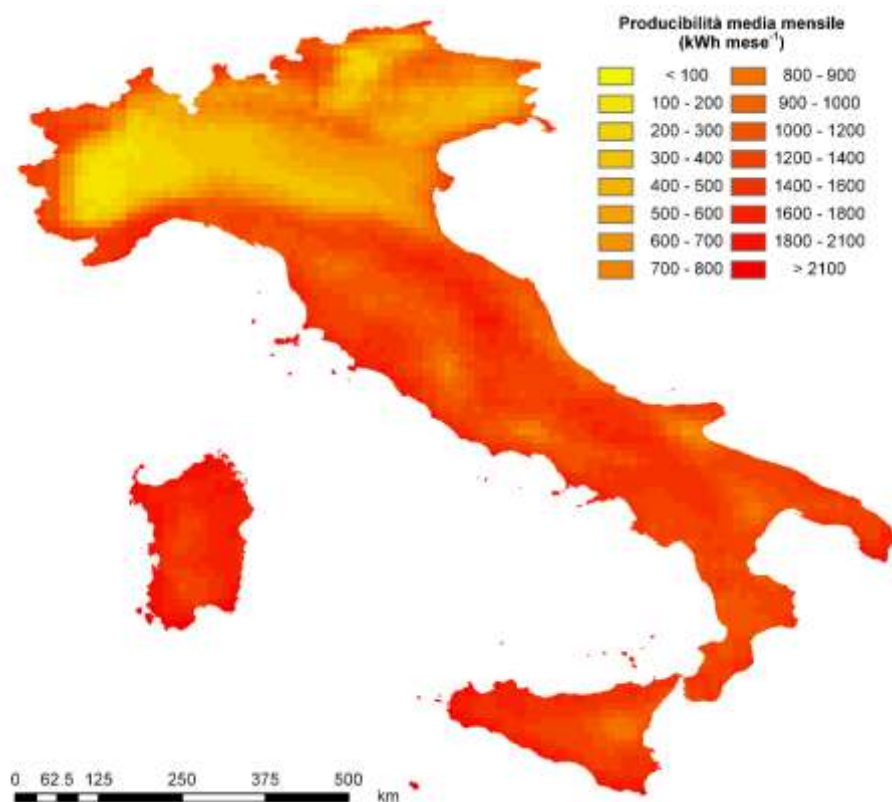 Producibilità media mensile
(kWh mese⁻¹)
< 100
100 - 200
200 - 300
300 - 400
400 - 500
500 - 600
600 - 700
700 - 800
800 - 900
900 - 1000
1000 - 1200
1200 - 1400
1400 - 1600
1600 - 1800
1800 - 2100
> 2100
0 62.5 125 250 375 500
km